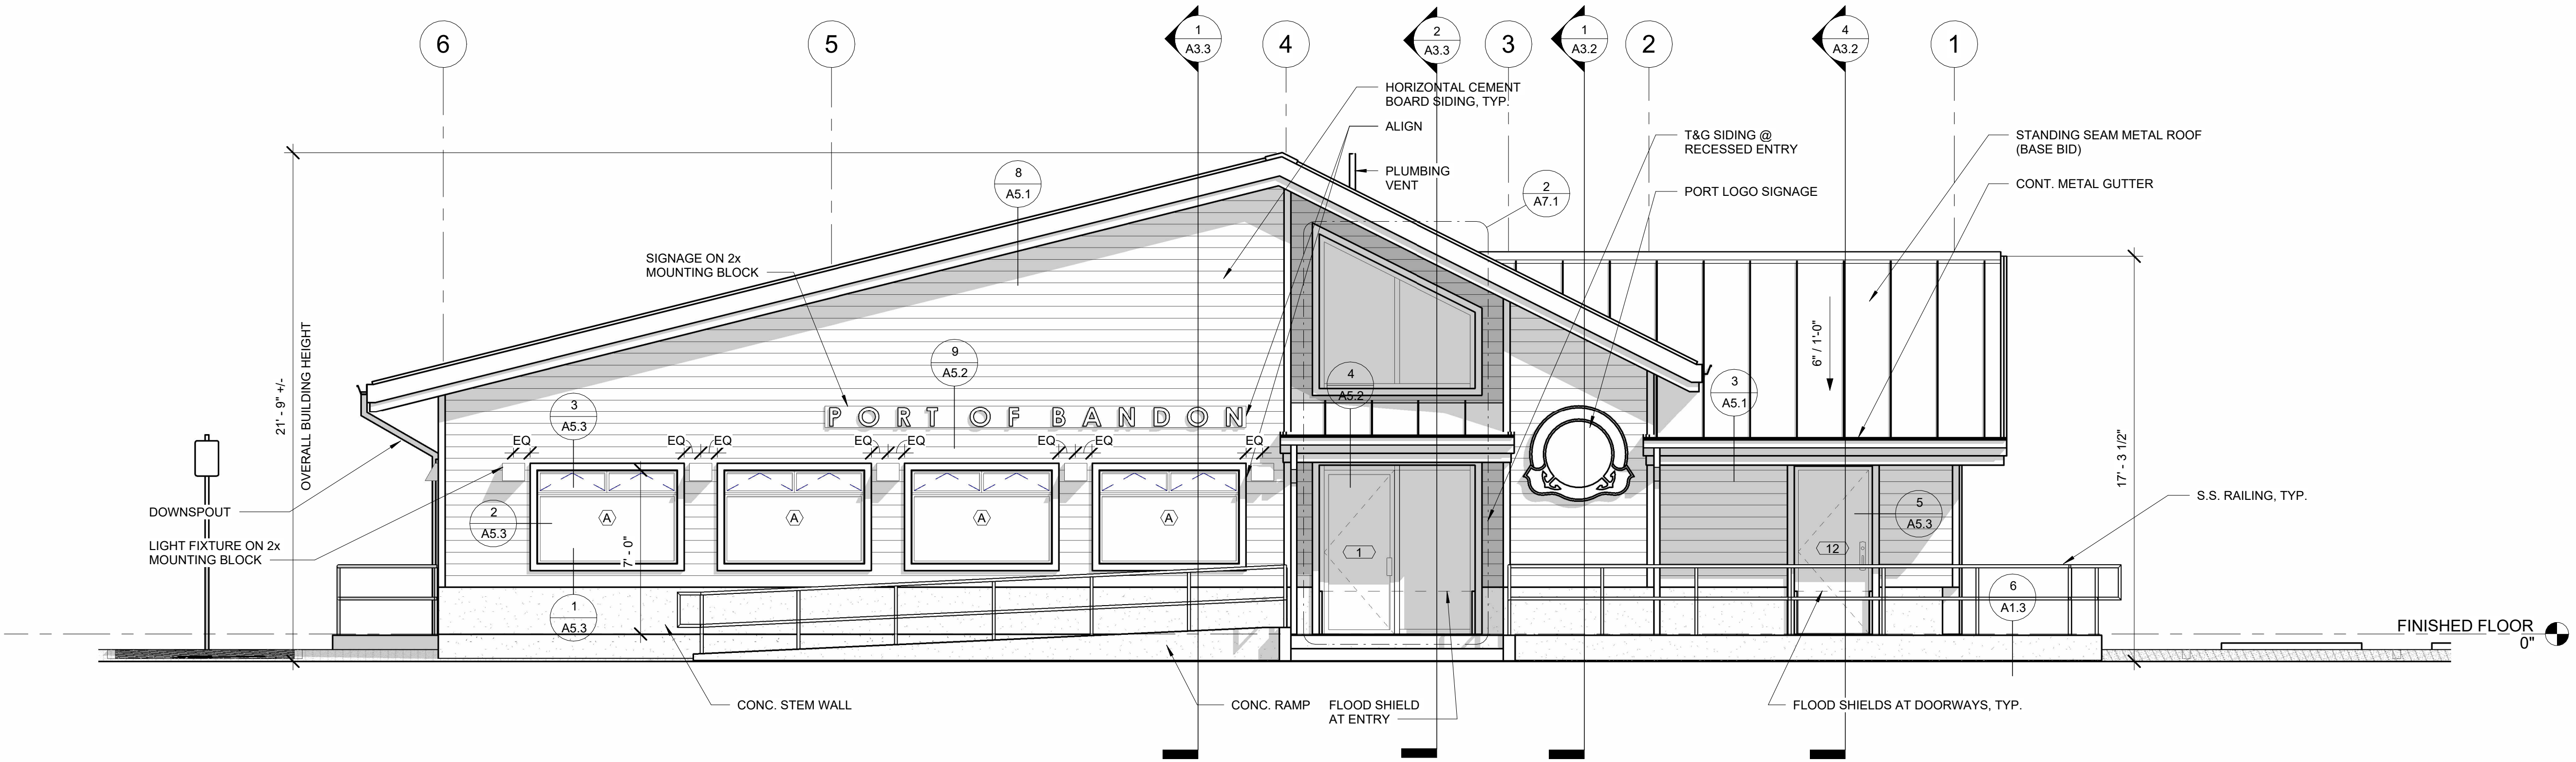 6
5
1
A3.3
4
2
A3.3
3
1
A3.2
2
4
A3.2
1
HORIZONTAL CEMENT
BOARD SIDING, TYP.
ALIGN
PLUMBING
VENT
T&G SIDING @
RECESSED ENTRY
PORT LOGO SIGNAGE
STANDING SEAM METAL ROOF
(BASE BID)
CONT. METAL GUTTER
8
A5.1
2
A7.1
SIGNAGE ON 2x
MOUNTING BLOCK
21' - 9" +/-
OVERALL BUILDING HEIGHT
9
A5.2
4
A5.2
6" / 1'-0"
3
A5.1
3
A5.3
PORT OF BANDON
EQ
EQ
EQ
EQ
EQ
EQ
EQ
EQ
17' - 3 1/2"
DOWNSPOUT
LIGHT FIXTURE ON 2x
MOUNTING BLOCK
2
A5.3
A
A
A
A
7' - 0"
1
12
5
A5.3
S.S. RAILING, TYP.
1
A5.3
6
A1.3
FINISHED FLOOR
0"
CONC. STEM WALL
CONC. RAMP
FLOOD SHIELD
AT ENTRY
FLOOD SHIELDS AT DOORWAYS, TYP.